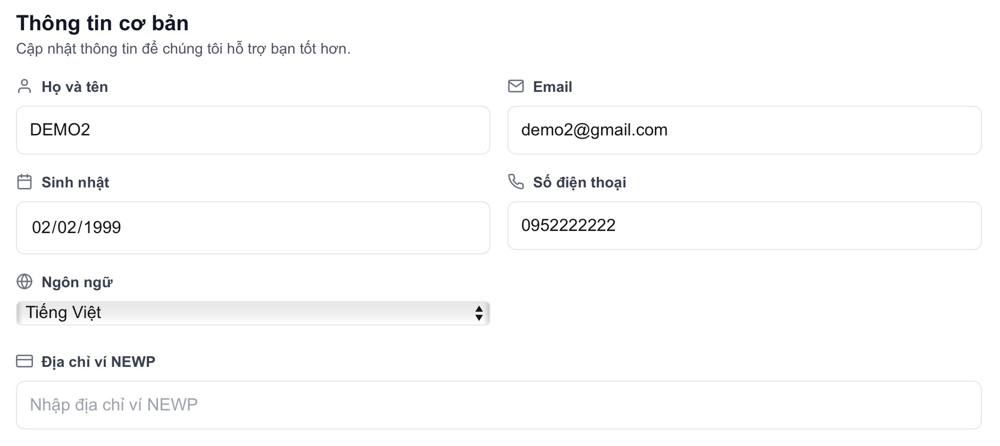 Thông tin cơ bản
Cập nhật thông tin để chúng tôi hỗ trợ bạn tốt hơn.
Họ và tên
DEMO2
Email
demo2@gmail.com
Sinh nhật
02/02/1999
Số điện thoại
0952222222
Ngôn ngữ
Tiếng Việt
Địa chỉ ví NEWP
Nhập địa chỉ ví NEWP